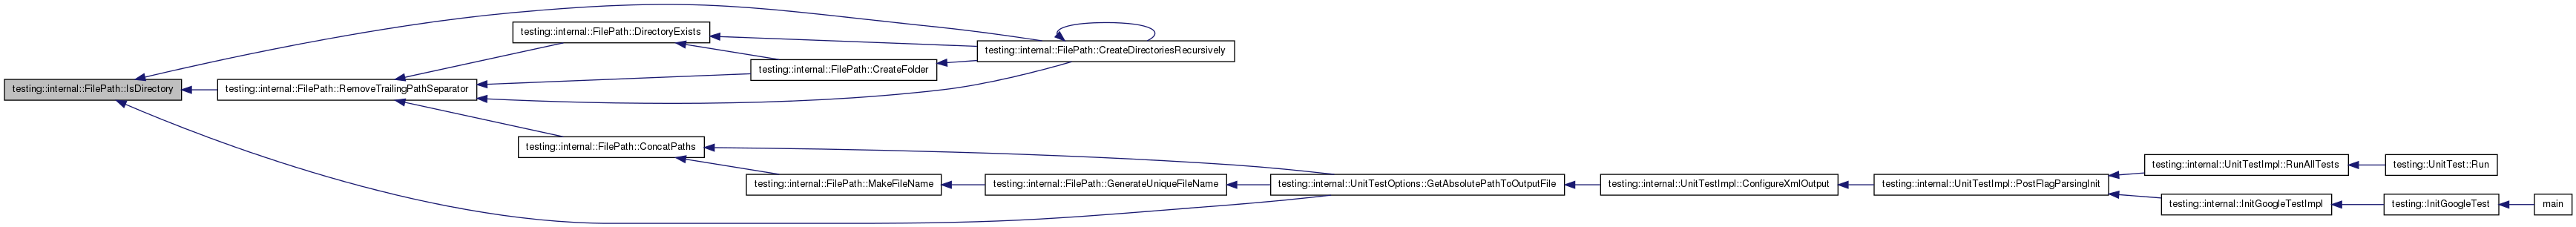 testing::internal::FilePath::DirectoryExists
testing::internal::FilePath::CreateDirectoriesRecursively
testing::internal::FilePath::CreateFolder
testing::internal::FilePath::IsDirectory
testing::internal::FilePath::RemoveTrailingPathSeparator
testing::internal::FilePath::ConcatPaths
testing::internal::UnitTestImpl::RunAllTests
testing::UnitTest::Run
testing::internal::FilePath::MakeFileName
testing::internal::FilePath::GenerateUniqueFileName
testing::internal::UnitTestOptions::GetAbsolutePathToOutputFile
testing::internal::UnitTestImpl::ConfigureXmlOutput
testing::internal::UnitTestImpl::PostFlagParsingInit
testing::internal::InitGoogleTestImpl
testing::InitGoogleTest
main